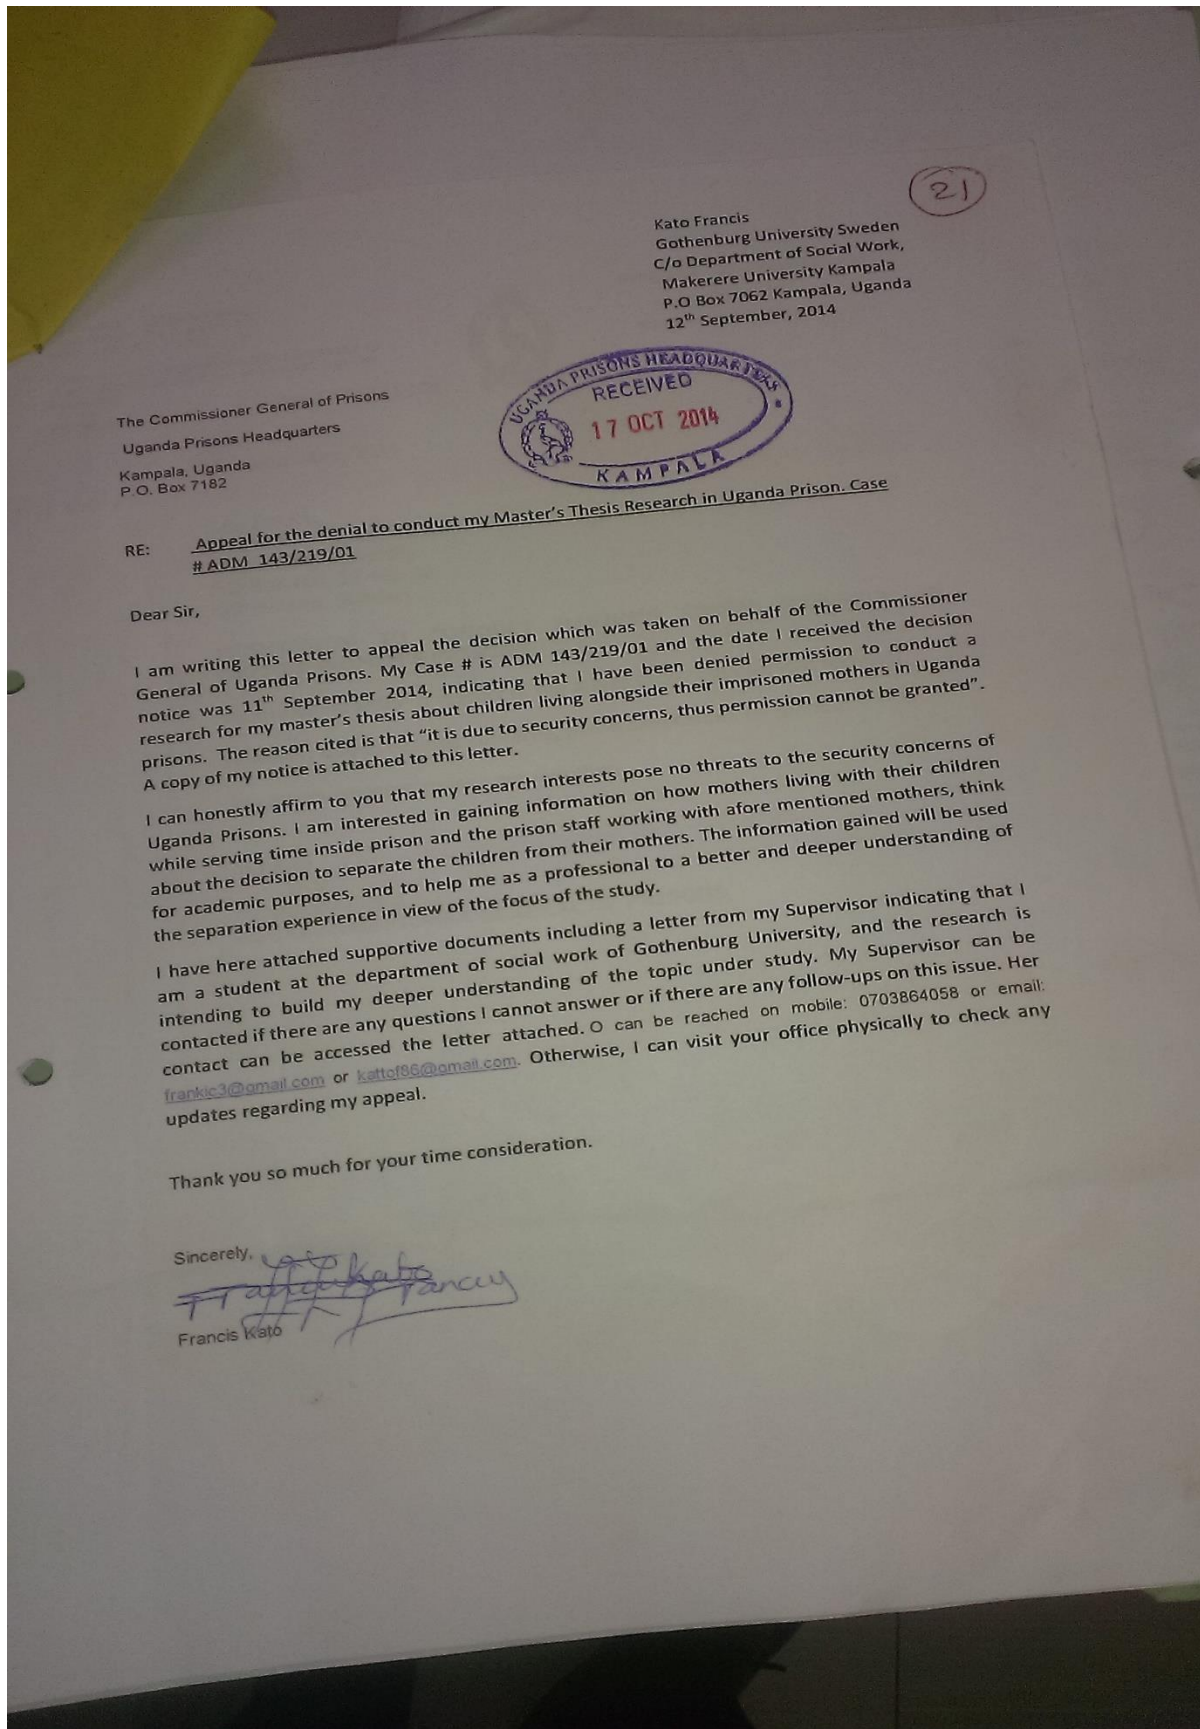 21
Kato Francis
Gothenburg University Sweden
C/o Department of Social Work,
Makerere University Kampala
P.O Box 7062 Kampala, Uganda
12th September, 2014
UGANDA PRISONS HEADQUARTERS
RECEIVED
17 OCT 2014
KAMPALA
The Commissioner General of Prisons
Uganda Prisons Headquarters
Kampala, Uganda
P.O. Box 7182
RE: Appeal for the denial to conduct my Master's Thesis Research in Uganda Prison. Case
# ADM 143/219/01
Dear Sir,
I am writing this letter to appeal the decision which was taken on behalf of the Commissioner
General of Uganda Prisons. My Case # is ADM 143/219/01 and the date I received the decision
notice was 11th September 2014, indicating that I have been denied permission to conduct a
research for my master's thesis about children living alongside their imprisoned mothers in Uganda
prisons. The reason cited is that "it is due to security concerns, thus permission cannot be granted".
A copy of my notice is attached to this letter.
I can honestly affirm to you that my research interests pose no threats to the security concerns of
Uganda Prisons. I am interested in gaining information on how mothers living with their children
while serving time inside prison and the prison staff working with afore mentioned mothers, think
about the decision to separate the children from their mothers. The information gained will be used
for academic purposes, and to help me as a professional to a better and deeper understanding of
the separation experience in view of the focus of the study.
I have here attached supportive documents including a letter from my Supervisor indicating that I
am a student at the department of social work of Gothenburg University, and the research is
intending to build my deeper understanding of the topic under study. My Supervisor can be
contacted if there are any questions I cannot answer or if there are any follow-ups on this issue. Her
contact can be accessed the letter attached. O can be reached on mobile: 0703864058 or email:
frankic3@gmail.com or kattof86@gmail.com. Otherwise, I can visit your office physically to check any
updates regarding my appeal.
Thank you so much for your time consideration.
Sincerely,
Francis Kato